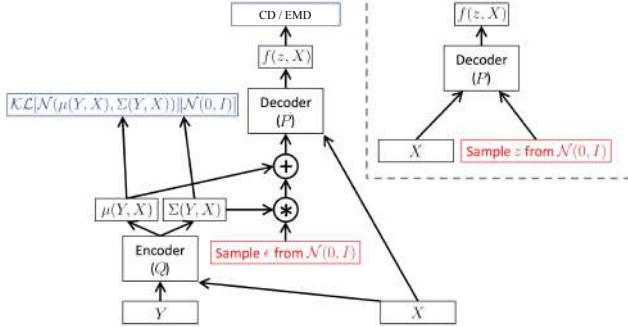 CD / EMD
f(z, X)
Decoder
(P)
KL[N(μ(Y, X), Σ(Y, X))‖N(0, I)]
+
μ(Y, X)
Σ(Y, X)
*
Encoder
(Q)
Sample ϵ from N(0, I)
Y
X
f(z, X)
Decoder
(P)
X
Sample z from N(0, I)